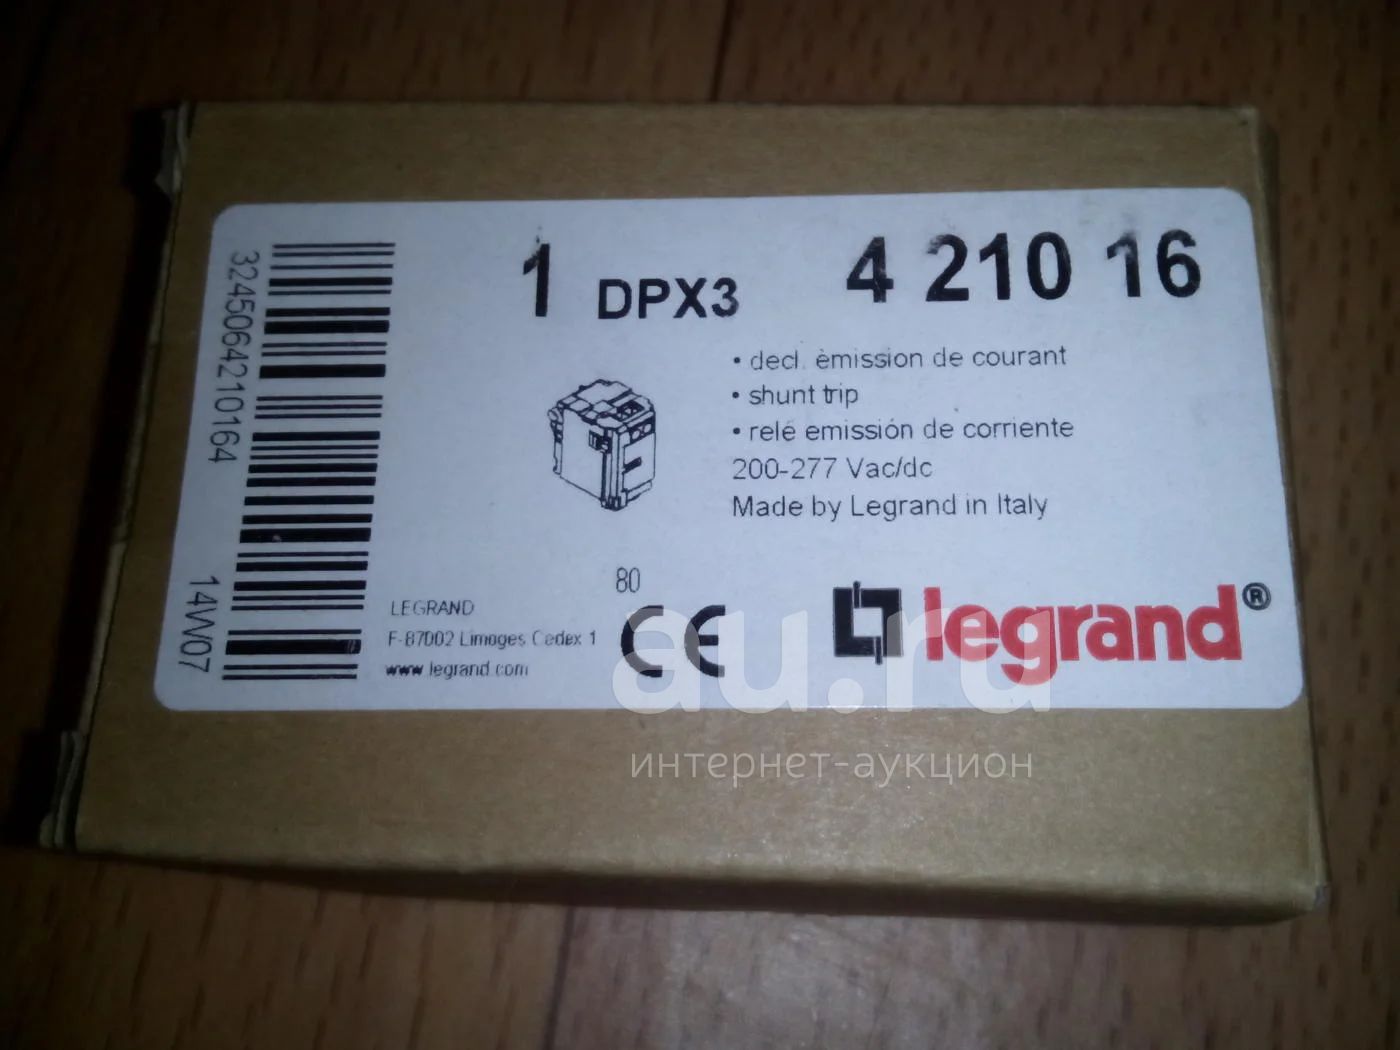 1 DPX3 4 210 16
• decl. émission de courant
• shunt trip
• relé emissión de corriente
200-277 Vac/dc
Made by Legrand in Italy
3245064210164
14W07
80
LEGRAND
F-87002 Limoges Cedex 1
www.legrand.com
CE
legrand®
au.ru
интернет-аукцион